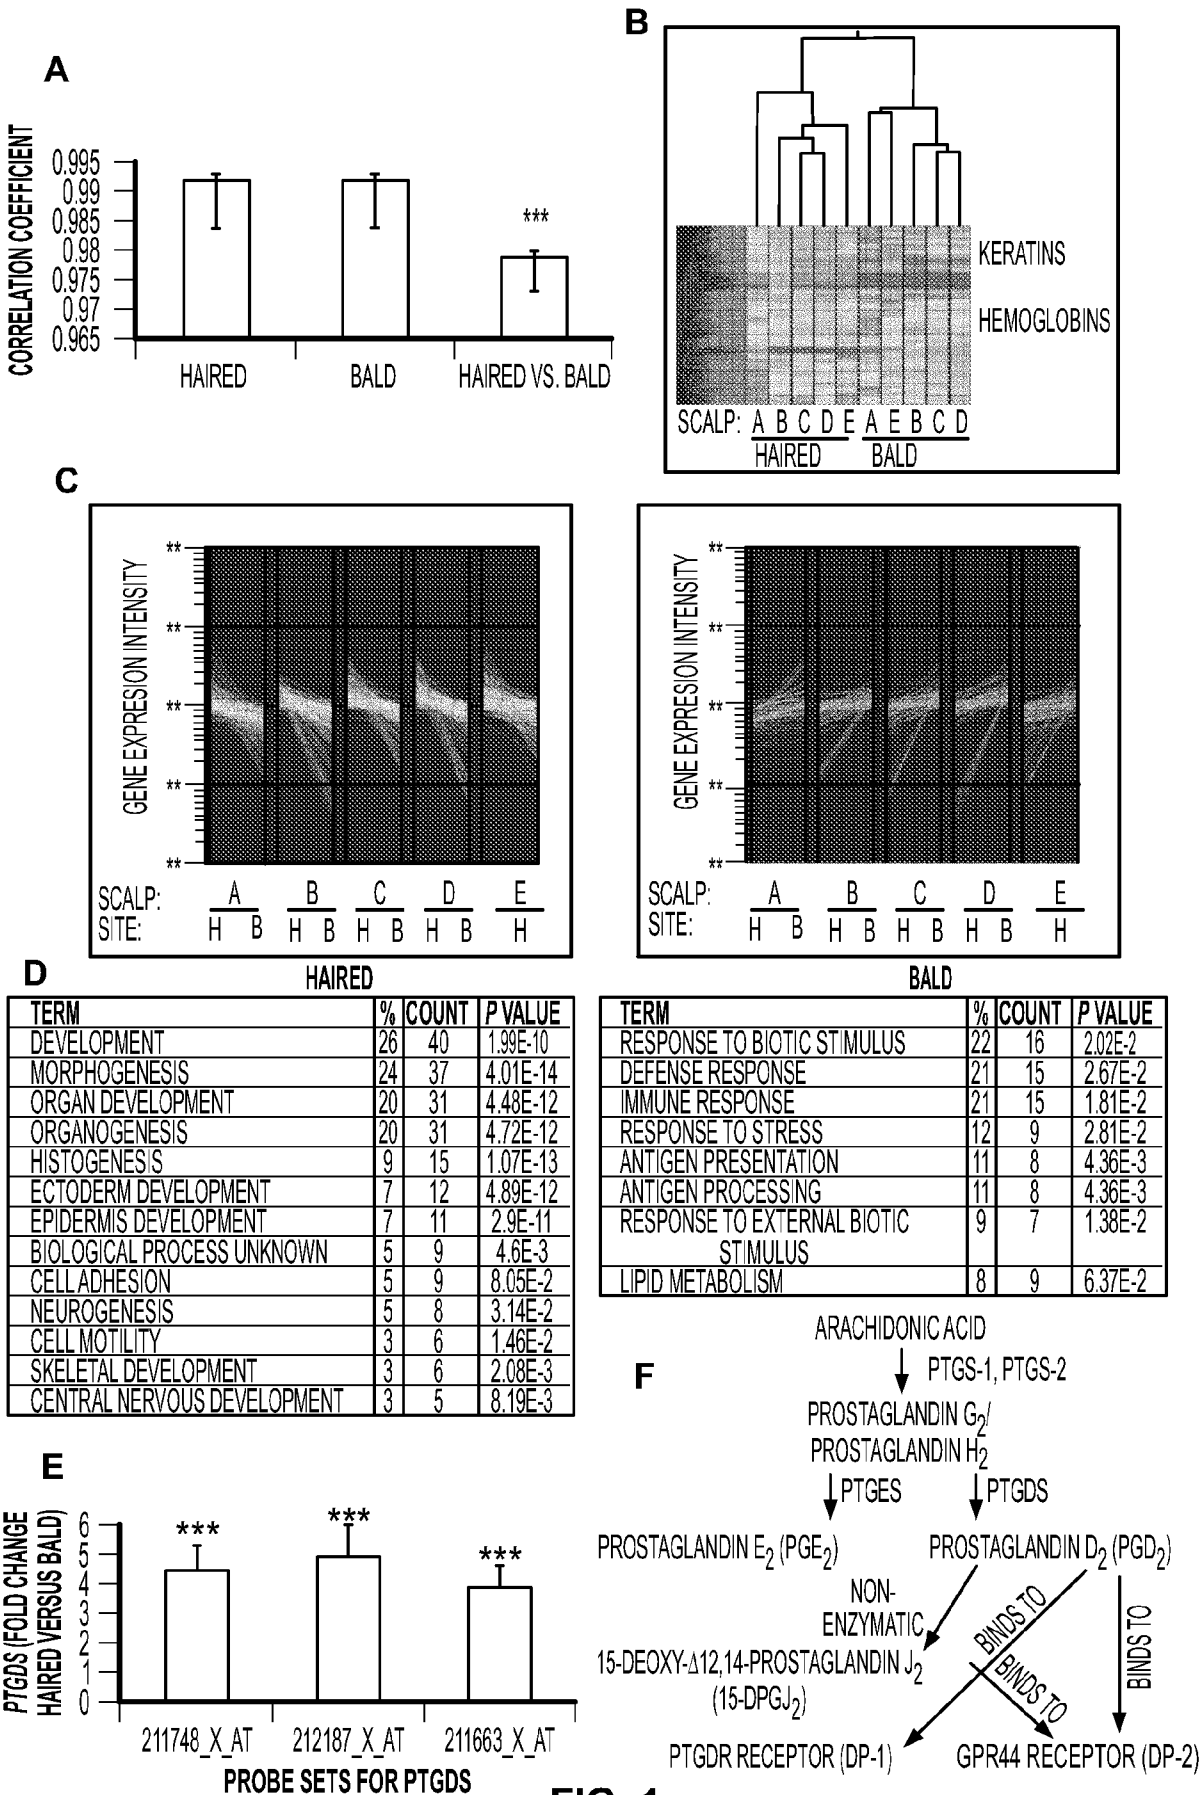 A
CORRELATION COEFFICIENT
0.995
0.99
0.985
0.98
0.975
0.97
0.965
***
HAIRED
BALD
HAIRED VS. BALD
B
KERATINS
HEMOGLOBINS
SCALP: A B C D E A E B C D
HAIRED BALD
C
GENE EXPRESION INTENSITY
**
**
**
**
**
SCALP: A B C D E
SITE: H B H B H B H B H
HAIRED
GENE EXPRESION INTENSITY
**
**
**
**
**
SCALP: A B C D E
SITE: H B H B H B H B H
BALD
D
TERM % COUNT P VALUE
DEVELOPMENT 26 40 1.99E-10
MORPHOGENESIS 24 37 4.01E-14
ORGAN DEVELOPMENT 20 31 4.48E-12
ORGANOGENESIS 20 31 4.72E-12
HISTOGENESIS 9 15 1.07E-13
ECTODERM DEVELOPMENT 7 12 4.89E-12
EPIDERMIS DEVELOPMENT 7 11 2.9E-11
BIOLOGICAL PROCESS UNKNOWN 5 9 4.6E-3
CELL ADHESION 5 9 8.05E-2
NEUROGENESIS 5 8 3.14E-2
CELL MOTILITY 3 6 1.46E-2
SKELETAL DEVELOPMENT 3 6 2.08E-3
CENTRAL NERVOUS DEVELOPMENT 3 5 8.19E-3
TERM % COUNT P VALUE
RESPONSE TO BIOTIC STIMULUS 22 16 2.02E-2
DEFENSE RESPONSE 21 15 2.67E-2
IMMUNE RESPONSE 21 15 1.81E-2
RESPONSE TO STRESS 12 9 2.81E-2
ANTIGEN PRESENTATION 11 8 4.36E-3
ANTIGEN PROCESSING 11 8 4.36E-3
RESPONSE TO EXTERNAL BIOTIC 9 7 1.38E-2
STIMULUS
LIPID METABOLISM 8 9 6.37E-2
E
PTGDS (FOLD CHANGE
HAIRED VERSUS BALD)
6
5
4
3
2
1
0
***
***
***
211748_X_AT
212187_X_AT
211663_X_AT
PROBE SETS FOR PTGDS
F
ARACHIDONIC ACID
PTGS-1, PTGS-2
PROSTAGLANDIN G2/
PROSTAGLANDIN H2
PTGES
PTGDS
PROSTAGLANDIN E2 (PGE2)
PROSTAGLANDIN D2 (PGD2)
NON-
ENZYMATIC
15-DEOXY-Δ12,14-PROSTAGLANDIN J2
(15-DPGJ2)
BINDS TO
BINDS TO
BINDS TO
PTGDR RECEPTOR (DP-1)
GPR44 RECEPTOR (DP-2)